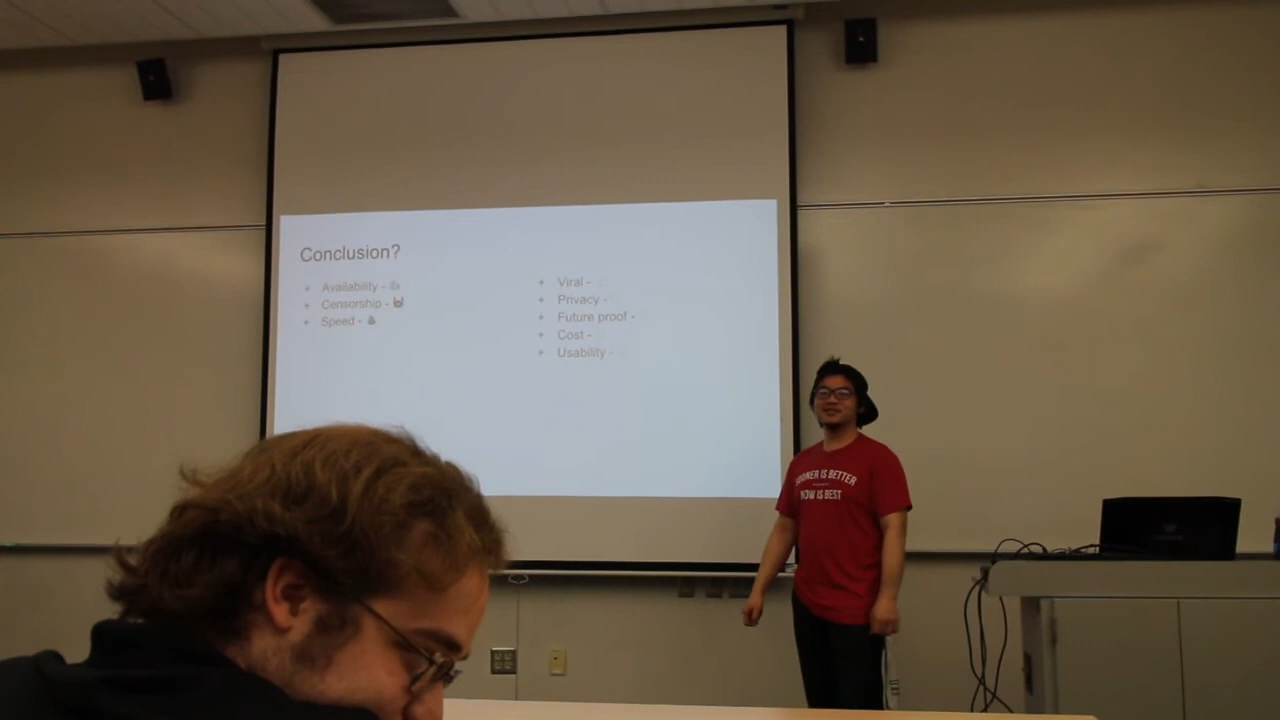 Conclusion?
+ Availability - 👍
+ Censorship - 🤘
+ Speed - 🔥
+ Viral -
+ Privacy -
+ Future proof -
+ Cost -
+ Usability -
SOONER IS BETTER
NOW IS BEST